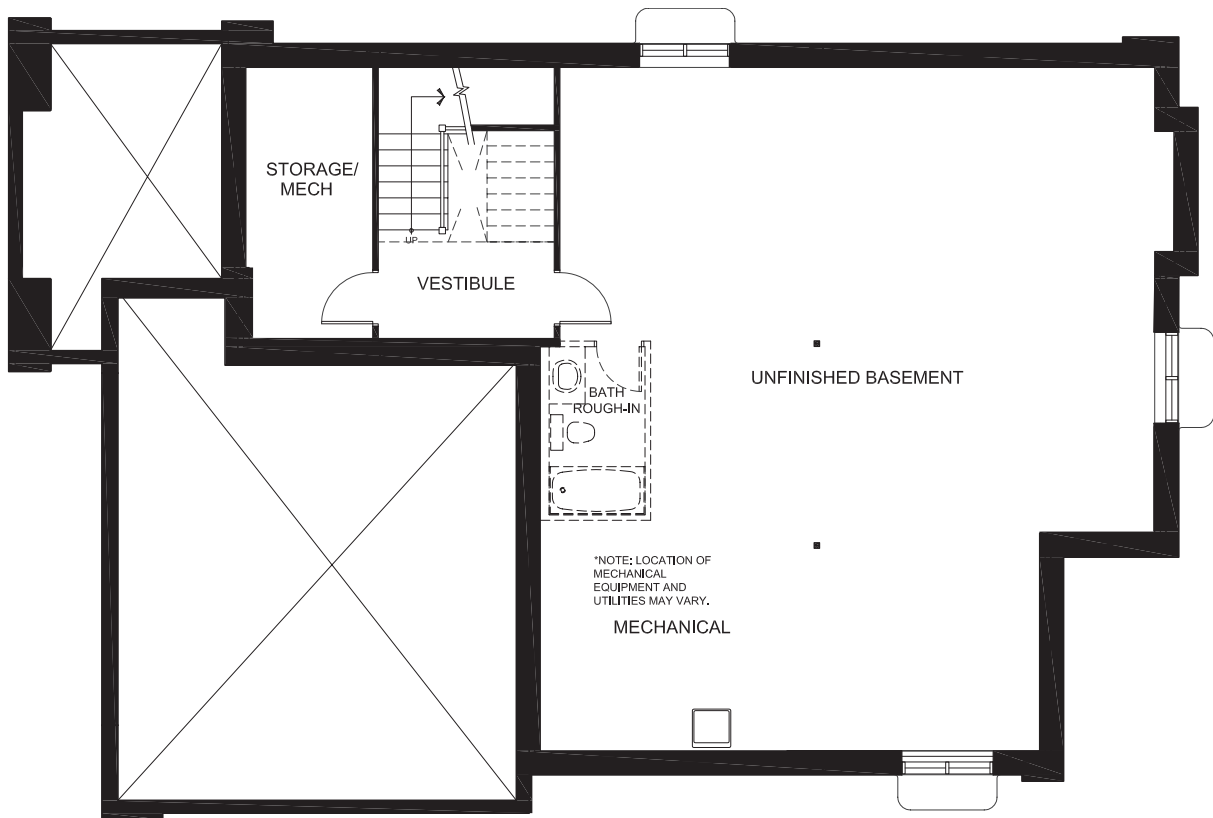 STORAGE/
MECH
UP
VESTIBULE
UNFINISHED BASEMENT
BATH
ROUGH-IN
*NOTE: LOCATION OF
MECHANICAL
EQUIPMENT AND
UTILITIES MAY VARY.
MECHANICAL